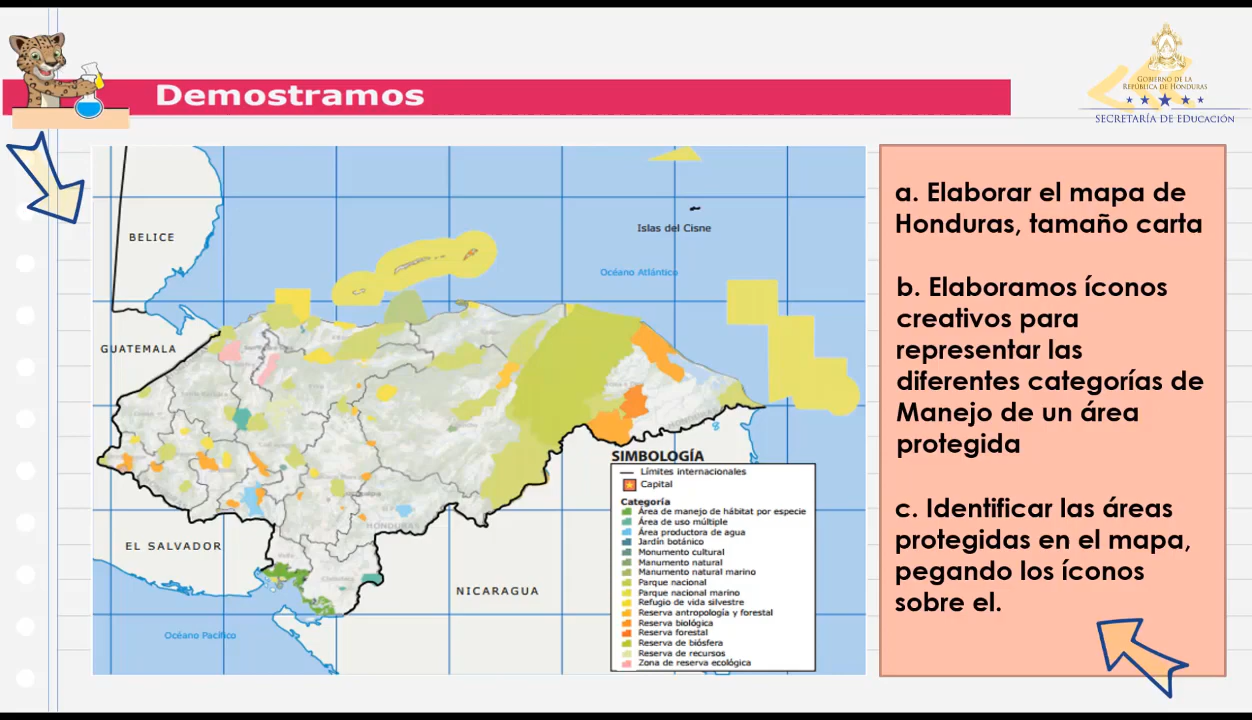 Demostramos
GOBIERNO DE LA
REPÚBLICA DE HONDURAS
SECRETARÍA DE EDUCACIÓN
BELICE
Islas del Cisne
Océano Atlántico
GUATEMALA
HONDURAS
EL SALVADOR
NICARAGUA
Océano Pacífico
SIMBOLOGÍA
Límites internacionales
Capital
Categoría
Área de manejo de hábitat por especie
Área de uso múltiple
Área productora de agua
Jardín botánico
Monumento cultural
Manumento natural
Manumento natural marino
Parque nacional
Parque nacional marino
Refugio de vida silvestre
Reserva antropología y forestal
Reserva biológica
Reserva forestal
Reserva de biósfera
Reserva de recursos
Zona de reserva ecológica
a. Elaborar el mapa de
Honduras, tamaño carta
b. Elaboramos íconos
creativos para
representar las
diferentes categorías de
Manejo de un área
protegida
c. Identificar las áreas
protegidas en el mapa,
pegando los íconos
sobre el.